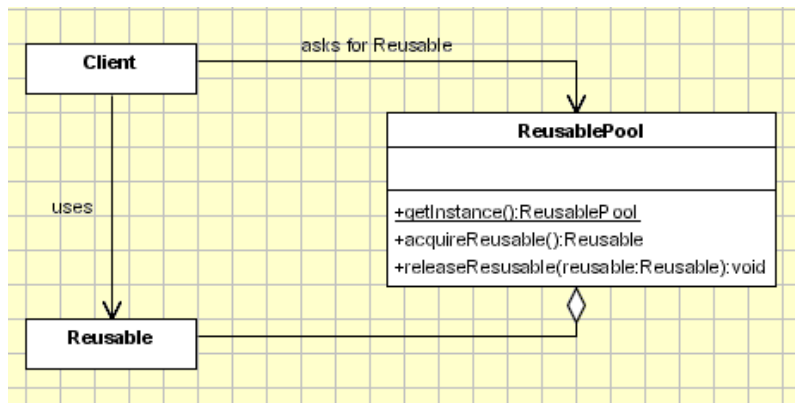 asks for Reusable
Client
ReusablePool
uses
+getInstance():ReusablePool
+acquireReusable():Reusable
+releaseResusable(reusable:Reusable):void
Reusable